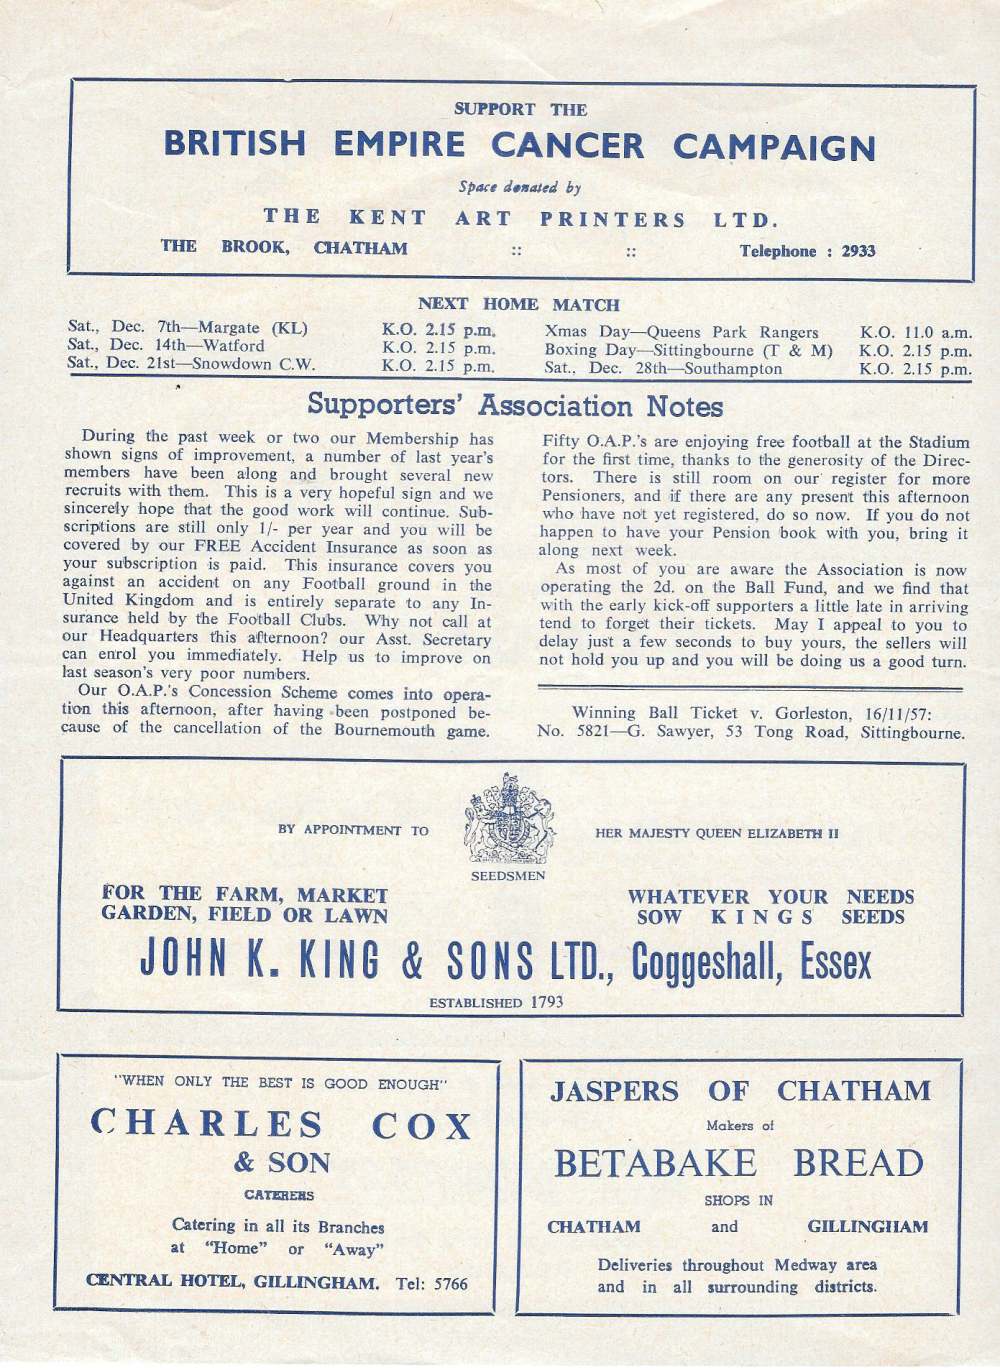 SUPPORT THE
BRITISH EMPIRE CANCER CAMPAIGN
Space donated by
THE KENT ART PRINTERS LTD.
THE BROOK, CHATHAM :: :: Telephone : 2933
NEXT HOME MATCH
Sat., Dec. 7th—Margate (KL) K.O. 2.15 p.m.
Sat., Dec. 14th—Watford K.O. 2.15 p.m.
Sat., Dec. 21st—Snowdown C.W. K.O. 2.15 p.m.
Xmas Day—Queens Park Rangers K.O. 11.0 a.m.
Boxing Day—Sittingbourne (T & M) K.O. 2.15 p.m.
Sat., Dec. 28th—Southampton K.O. 2.15 p.m.
Supporters' Association Notes
During the past week or two our Membership has
shown signs of improvement, a number of last year's
members have been along and brought several new
recruits with them. This is a very hopeful sign and we
sincerely hope that the good work will continue. Sub-
scriptions are still only 1/- per year and you will be
covered by our FREE Accident Insurance as soon as
your subscription is paid. This insurance covers you
against an accident on any Football ground in the
United Kingdom and is entirely separate to any In-
surance held by the Football Clubs. Why not call at
our Headquarters this afternoon? our Asst. Secretary
can enrol you immediately. Help us to improve on
last season's very poor numbers.
Our O.A.P.'s Concession Scheme comes into opera-
tion this afternoon, after having been postponed be-
cause of the cancellation of the Bournemouth game.
Fifty O.A.P.'s are enjoying free football at the Stadium
for the first time, thanks to the generosity of the Direc-
tors. There is still room on our register for more
Pensioners, and if there are any present this afternoon
who have not yet registered, do so now. If you do not
happen to have your Pension book with you, bring it
along next week.
As most of you are aware the Association is now
operating the 2d. on the Ball Fund, and we find that
with the early kick-off supporters a little late in arriving
tend to forget their tickets. May I appeal to you to
delay just a few seconds to buy yours, the sellers will
not hold you up and you will be doing us a good turn.
Winning Ball Ticket v. Gorleston, 16/11/57:
No. 5821—G. Sawyer, 53 Tong Road, Sittingbourne.
BY APPOINTMENT TO HER MAJESTY QUEEN ELIZABETH II
SEEDSMEN
FOR THE FARM, MARKET
GARDEN, FIELD OR LAWN
WHATEVER YOUR NEEDS
SOW KINGS SEEDS
JOHN K. KING & SONS LTD., Coggeshall, Essex
ESTABLISHED 1793
"WHEN ONLY THE BEST IS GOOD ENOUGH"
CHARLES COX
& SON
CATERERS
Catering in all its Branches
at "Home" or "Away"
CENTRAL HOTEL, GILLINGHAM. Tel: 5766
JASPERS OF CHATHAM
Makers of
BETABAKE BREAD
SHOPS IN
CHATHAM and GILLINGHAM
Deliveries throughout Medway area
and in all surrounding districts.